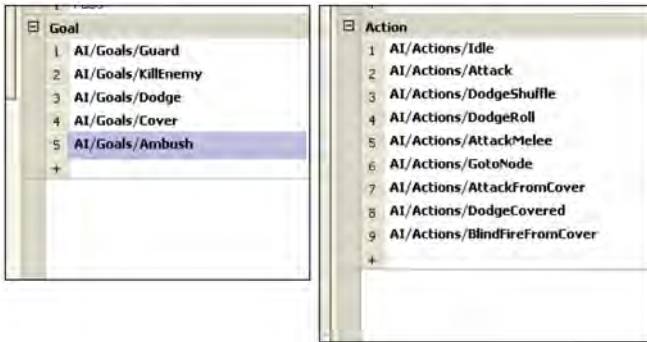 Goal
1 AI/Goals/Guard
2 AI/Goals/KillEnemy
3 AI/Goals/Dodge
4 AI/Goals/Cover
5 AI/Goals/Ambush
+
Action
1 AI/Actions/Idle
2 AI/Actions/Attack
3 AI/Actions/DodgeShuffle
4 AI/Actions/DodgeRoll
5 AI/Actions/AttackMelee
6 AI/Actions/GotoNode
7 AI/Actions/AttackFromCover
8 AI/Actions/DodgeCovered
9 AI/Actions/BlindFireFromCover
+